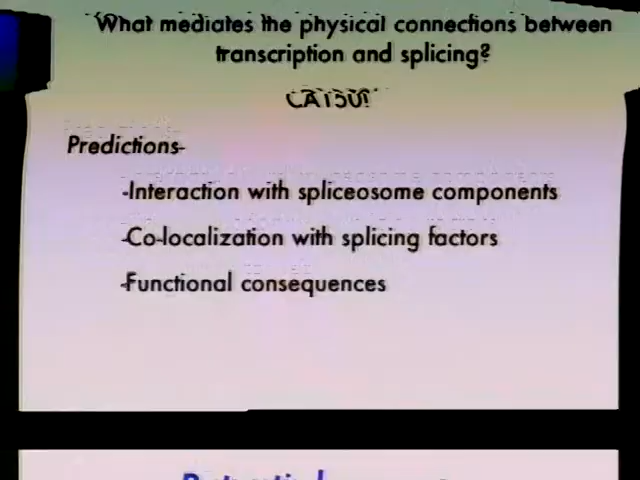 What mediates the physical connections between
transcription and splicing?
CA150?
Predictions-
-Interaction with spliceosome components
-Co-localization with splicing factors
-Functional consequences